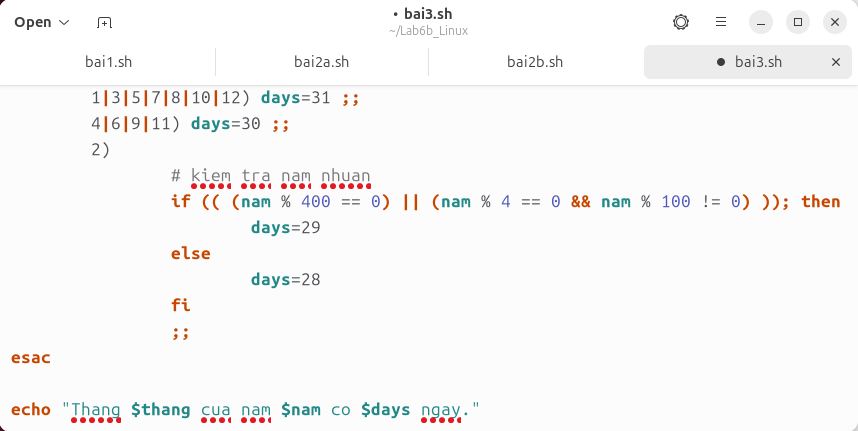 Open
• bai3.sh
~/Lab6b_Linux
bai1.sh bai2a.sh bai2b.sh ● bai3.sh
1|3|5|7|8|10|12) days=31 ;;
4|6|9|11) days=30 ;;
2)
# kiem tra nam nhuan
if (( (nam % 400 == 0) || (nam % 4 == 0 && nam % 100 != 0) )); then
days=29
else
days=28
fi
;;
esac
echo "Thang $thang cua nam $nam co $days ngay."